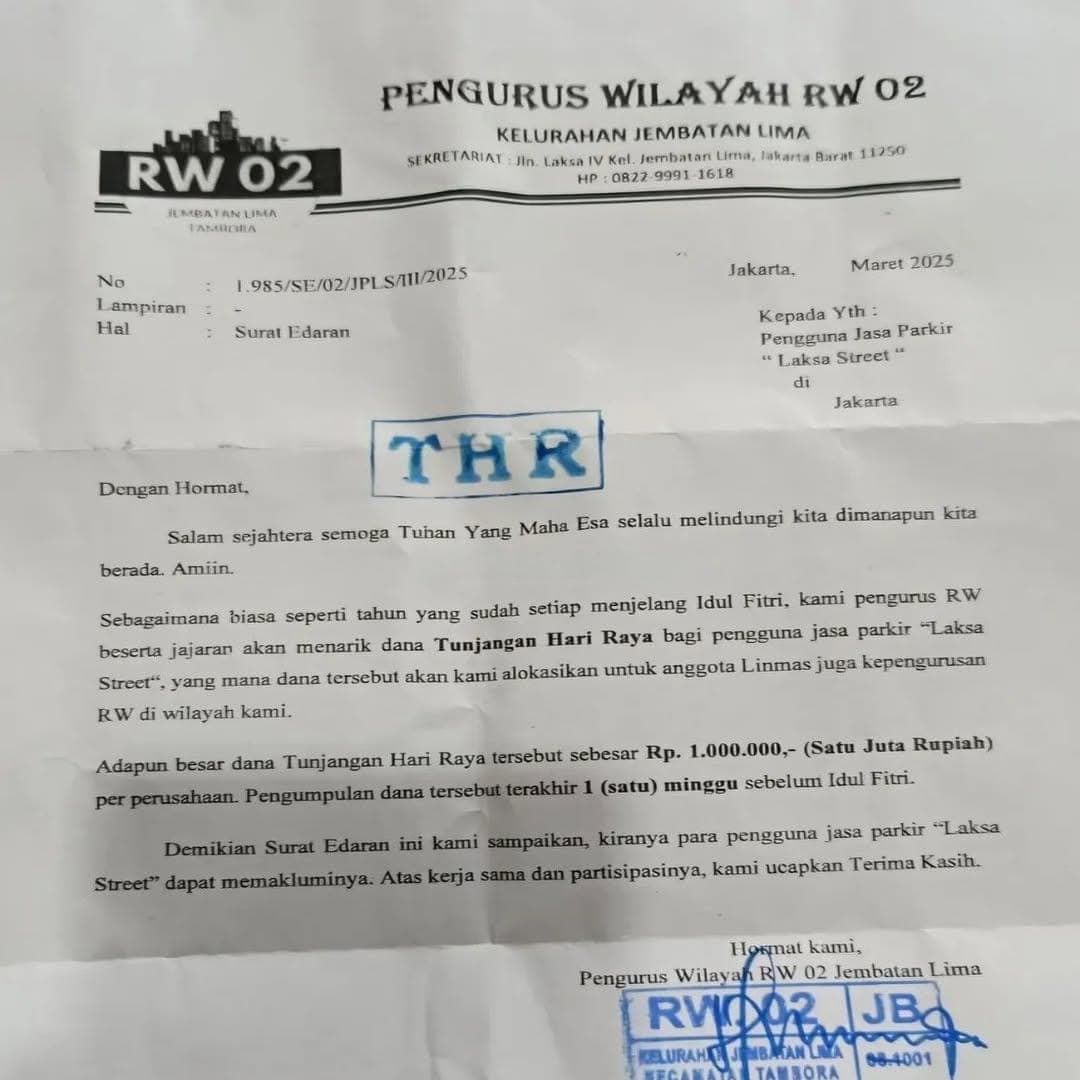 PENGURUS WILAYAH RW 02
KELURAHAN JEMBATAN LIMA
SEKRETARIAT : Jln. Laksa IV Kel. Jembatan Lima, Jakarta Barat 11250
HP : 0822-9991-1618
RW 02
JEMBATAN LIMA
TAMBORA
No : 1.985/SE/02/JPLS/III/2025
Lampiran : -
Hal : Surat Edaran
Jakarta, Maret 2025
Kepada Yth :
Pengguna Jasa Parkir
“ Laksa Street “
di
Jakarta
THR
Dengan Hormat,
Salam sejahtera semoga Tuhan Yang Maha Esa selalu melindungi kita dimanapun kita
berada. Amiin.
Sebagaimana biasa seperti tahun yang sudah setiap menjelang Idul Fitri, kami pengurus RW
beserta jajaran akan menarik dana Tunjangan Hari Raya bagi pengguna jasa parkir “Laksa
Street“, yang mana dana tersebut akan kami alokasikan untuk anggota Linmas juga kepengurusan
RW di wilayah kami.
Adapun besar dana Tunjangan Hari Raya tersebut sebesar Rp. 1.000.000,- (Satu Juta Rupiah)
per perusahaan. Pengumpulan dana tersebut terakhir 1 (satu) minggu sebelum Idul Fitri.
Demikian Surat Edaran ini kami sampaikan, kiranya para pengguna jasa parkir “Laksa
Street” dapat memakluminya. Atas kerja sama dan partisipasinya, kami ucapkan Terima Kasih.
Hormat kami,
Pengurus Wilayah RW 02 Jembatan Lima
RW 02 JB
KELURAHAN JEMBATAN LIMA
KECAMATAN TAMBORA